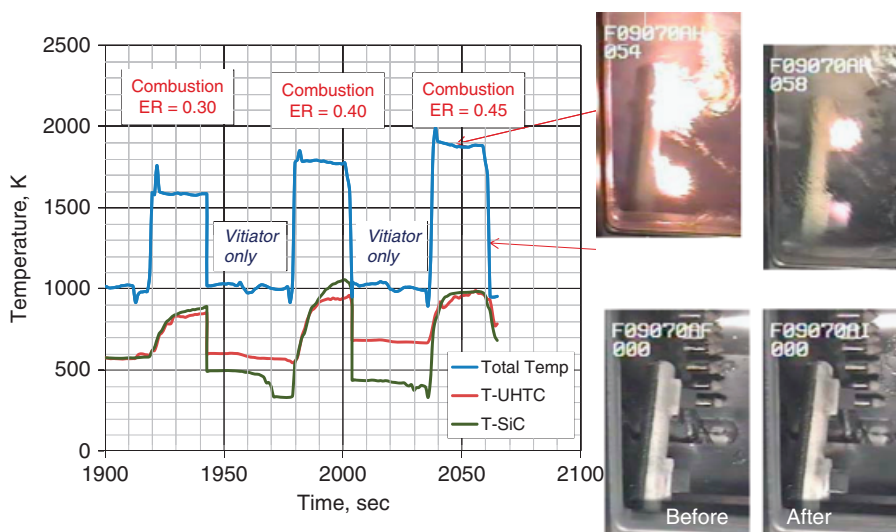 2500
2000
1500
1000
500
0
Temperature, K
1900
1950
2000
2050
2100
Time, sec
Combustion
ER = 0.30
Combustion
ER = 0.40
Combustion
ER = 0.45
Vitiator
only
Vitiator
only
Total Temp
T-UHTC
T-SiC
F09070AH
054
F09070AH
058
F09070AF
000
Before
F09070AI
000
After